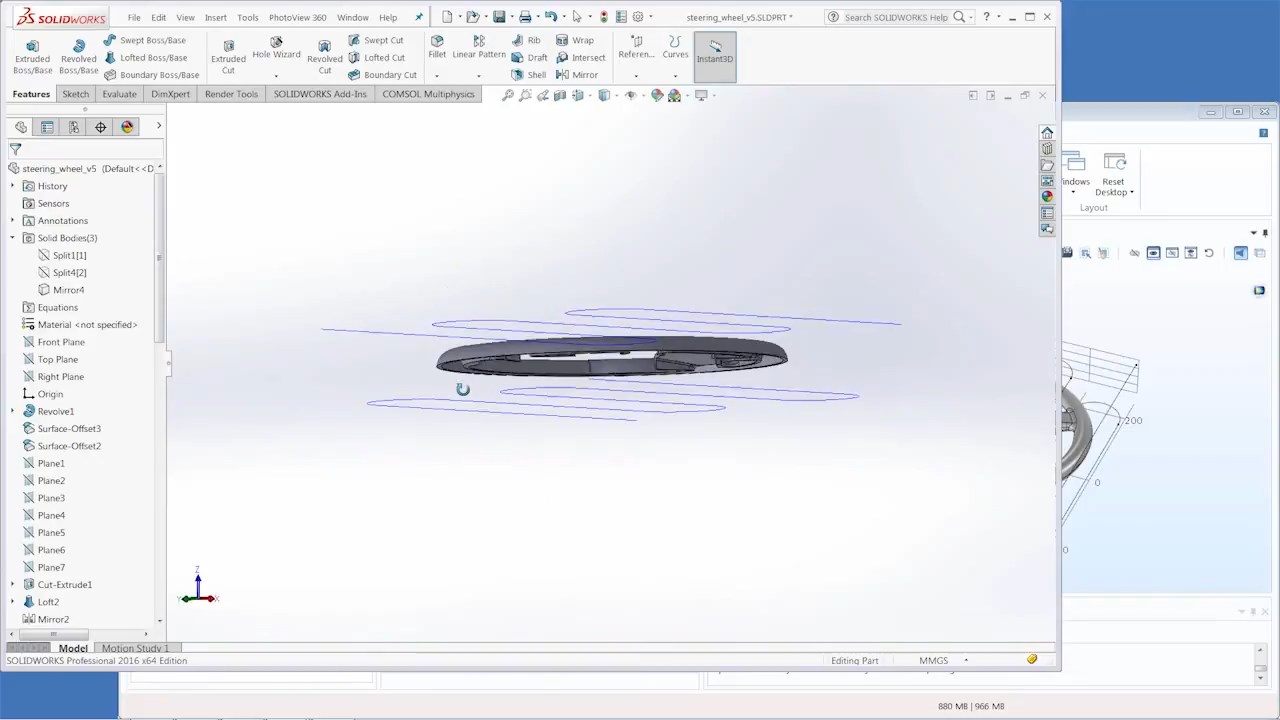 SOLIDWORKS File Edit View Insert Tools PhotoView 360 Window Help steering_wheel_v5.SLDPRT * Search SOLIDWORKS Help ?
Extruded Boss/Base
Revolved Boss/Base
Swept Boss/Base
Lofted Boss/Base
Boundary Boss/Base
Extruded Cut
Hole Wizard
Revolved Cut
Swept Cut
Lofted Cut
Boundary Cut
Fillet
Linear Pattern
Rib
Draft
Shell
Wrap
Intersect
Mirror
Referen...
Curves
Instant3D
Features Sketch Evaluate DimXpert Render Tools SOLIDWORKS Add-Ins COMSOL Multiphysics
steering_wheel_v5 (Default<<D
History
Sensors
Annotations
Solid Bodies(3)
Split1[1]
Split4[2]
Mirror4
Equations
Material <not specified>
Front Plane
Top Plane
Right Plane
Origin
Revolve1
Surface-Offset3
Surface-Offset2
Plane1
Plane2
Plane3
Plane4
Plane5
Plane6
Plane7
Cut-Extrude1
Loft2
Mirror2
Z
Y
X
Model Motion Study 1
SOLIDWORKS Professional 2016 x64 Edition Editing Part MMGS
indows
Reset Desktop
Layout
200
0
0
880 MB | 966 MB